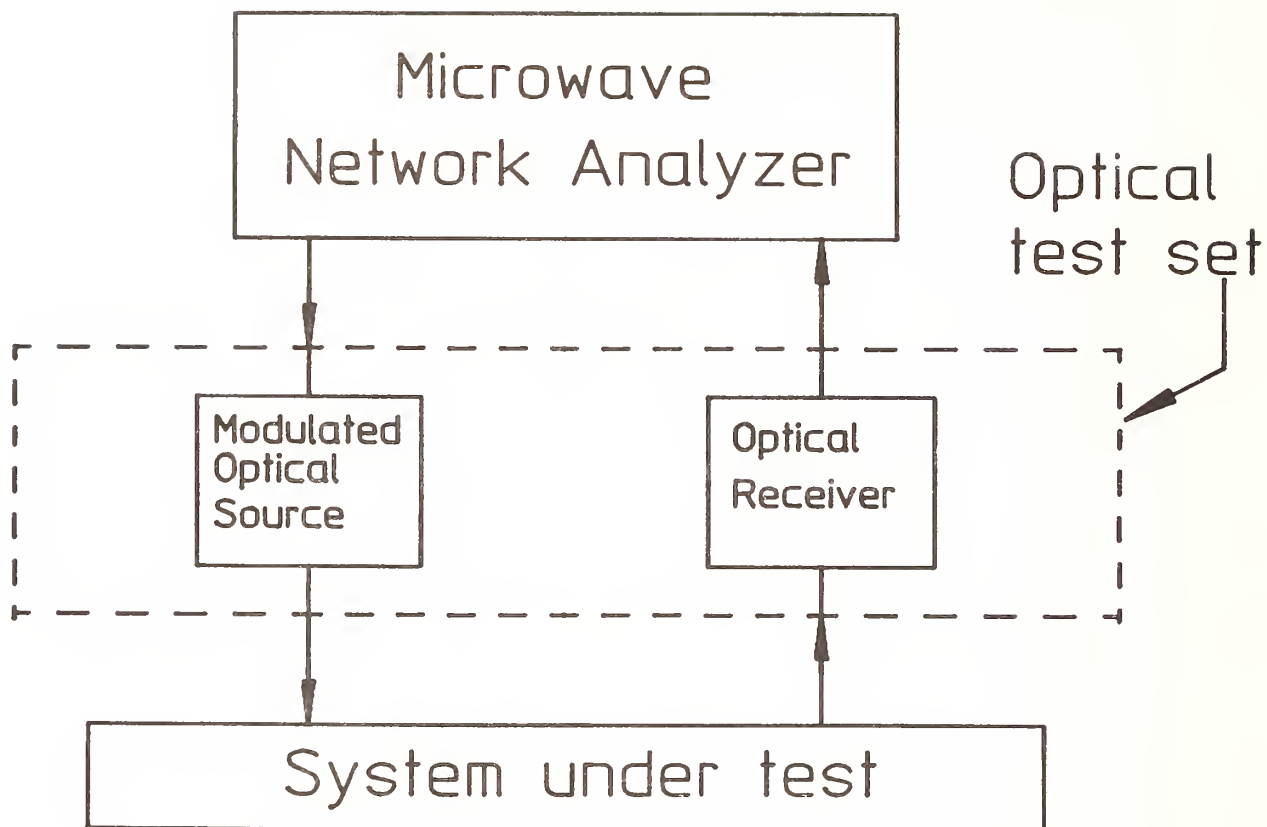 Microwave
Network Analyzer
Optical
test set
Modulated
Optical
Source
Optical
Receiver
System under test